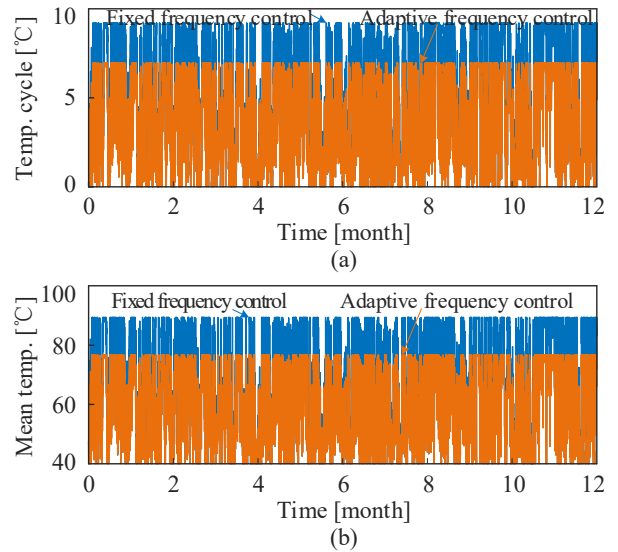 10
Fixed frequency control
Adaptive frequency control
5
0
Temp. cycle [℃]
0 2 4 6 8 10 12
Time [month]
(a)
100
Fixed frequency control
Adaptive frequency control
80
60
40
Mean temp. [℃]
0 2 4 6 8 10 12
Time [month]
(b)